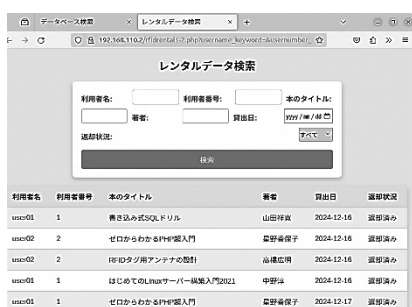 データベース検索 × レンタルデータ検索 × +
192.168.110.2/rfidrental1-2.php?username_keyword=&usernumber_
レンタルデータ検索
利用者名: 利用者番号: 本のタイトル:
著者: 貸出日: yyyy/mm/dd
返却状況: すべて
検索
利用者名 利用者番号 本のタイトル 著者 貸出日 返却状況
user01 1 書き込み式SQLドリル 山田祥寛 2024-12-16 返却済み
user02 2 ゼロからわかるPHP超入門 星野香保子 2024-12-16 返却済み
user02 2 RFIDタグ用アンテナの設計 高橋応明 2024-12-16 返却済み
user01 1 はじめてのLinuxサーバー構築入門2021 中野 2024-12-16 返却済み
user01 1 ゼロからわかるPHP超入門 星野香保子 2024-12-17 返却済み